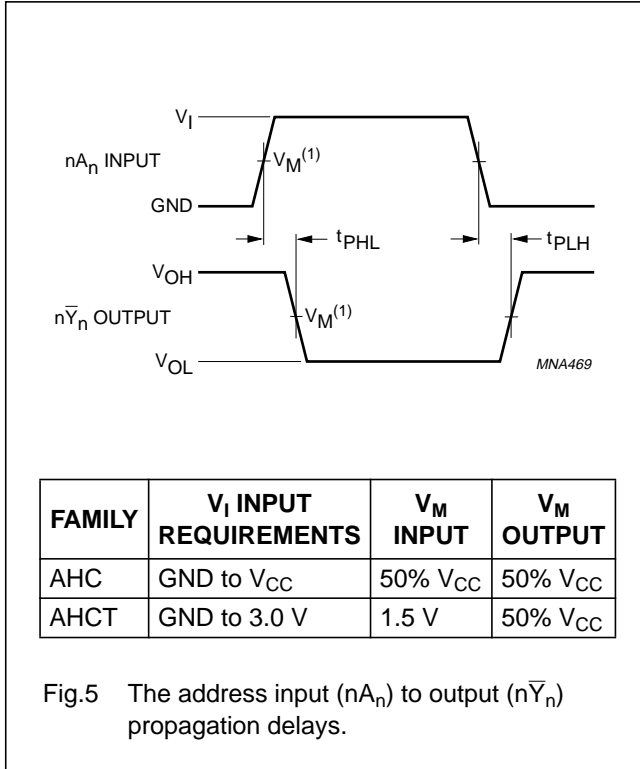 V_I
nA_n INPUT
V_M^(1)
GND
t_PHL
t_PLH
V_OH
nY̅_n OUTPUT
V_M^(1)
V_OL
MNA469
FAMILY V_I INPUT REQUIREMENTS V_M INPUT V_M OUTPUT
AHC GND to V_CC 50% V_CC 50% V_CC
AHCT GND to 3.0 V 1.5 V 50% V_CC
Fig.5 The address input (nA_n) to output (nY̅_n)
propagation delays.